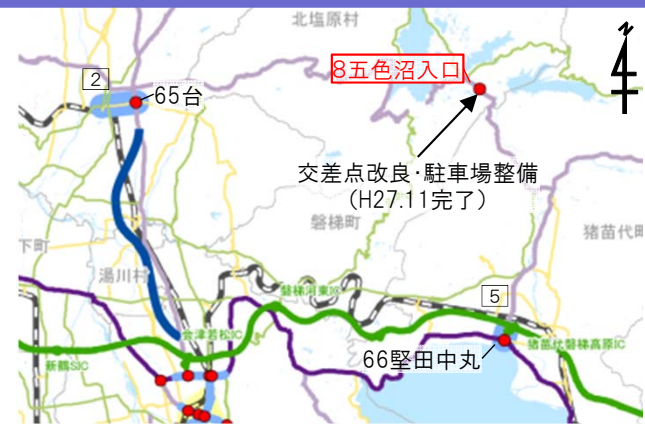 北塩原村
8五色沼入口
2
65台
交差点改良・駐車場整備
(H27.11完了)
磐梯町
猪苗代町
下町
湯川村
磐梯河東IC
5
会津若松IC
猪苗代磐梯高原IC
新鶴SIC
66堅田中丸